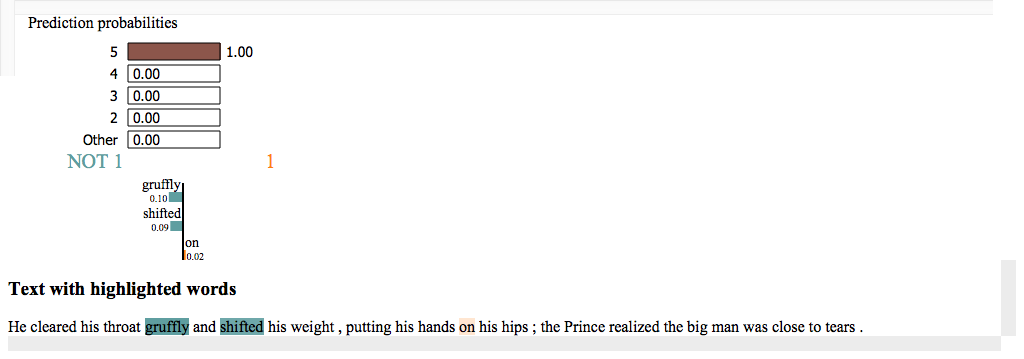 Prediction probabilities
5 1.00
4 0.00
3 0.00
2 0.00
Other 0.00
NOT 1 1
gruffly
0.10
shifted
0.09
on
0.02
Text with highlighted words
He cleared his throat gruffly and shifted his weight , putting his hands on his hips ; the Prince realized the big man was close to tears .